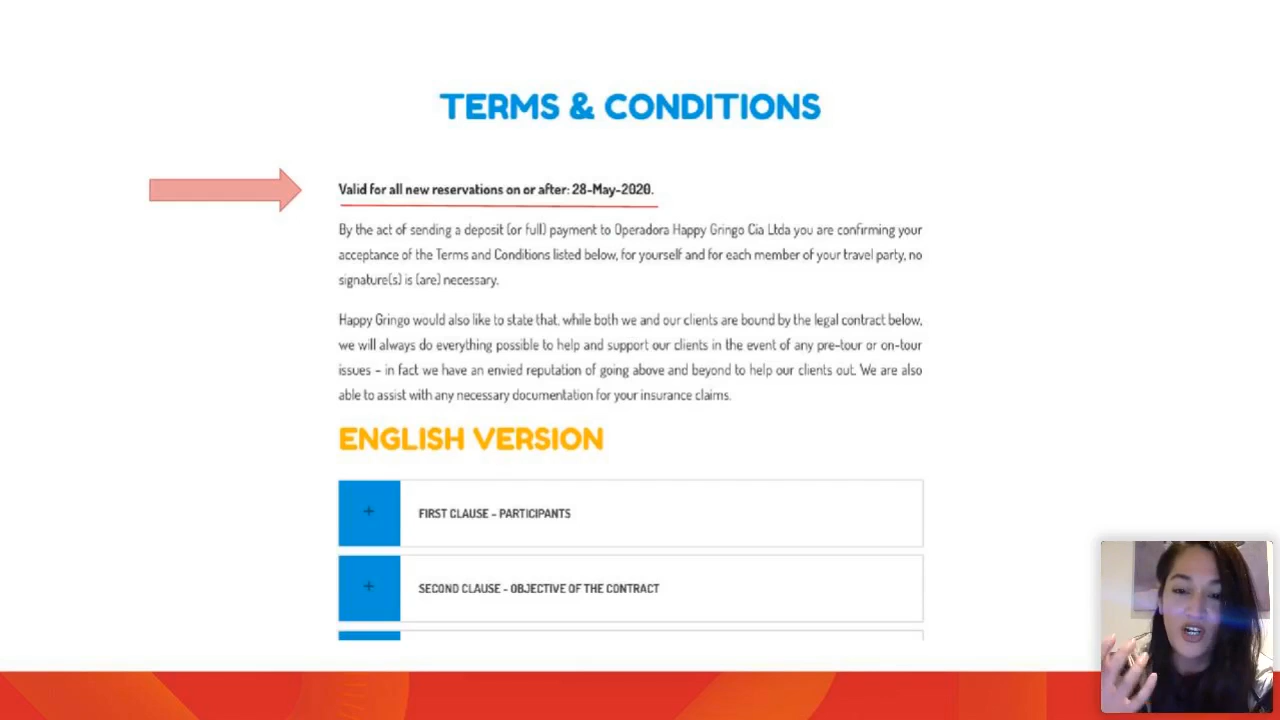 TERMS & CONDITIONS
Valid for all new reservations on or after: 28-May-2020.
By the act of sending a deposit (or full) payment to Operadora Happy Gringo Cia Ltda you are confirming your
acceptance of the Terms and Conditions listed below, for yourself and for each member of your travel party, no
signature(s) is (are) necessary.
Happy Gringo would also like to state that, while both we and our clients are bound by the legal contract below,
we will always do everything possible to help and support our clients in the event of any pre-tour or on-tour
issues – in fact we have an envied reputation of going above and beyond to help our clients out. We are also
able to assist with any necessary documentation for your insurance claims.
ENGLISH VERSION
+ FIRST CLAUSE – PARTICIPANTS
+ SECOND CLAUSE – OBJECTIVE OF THE CONTRACT